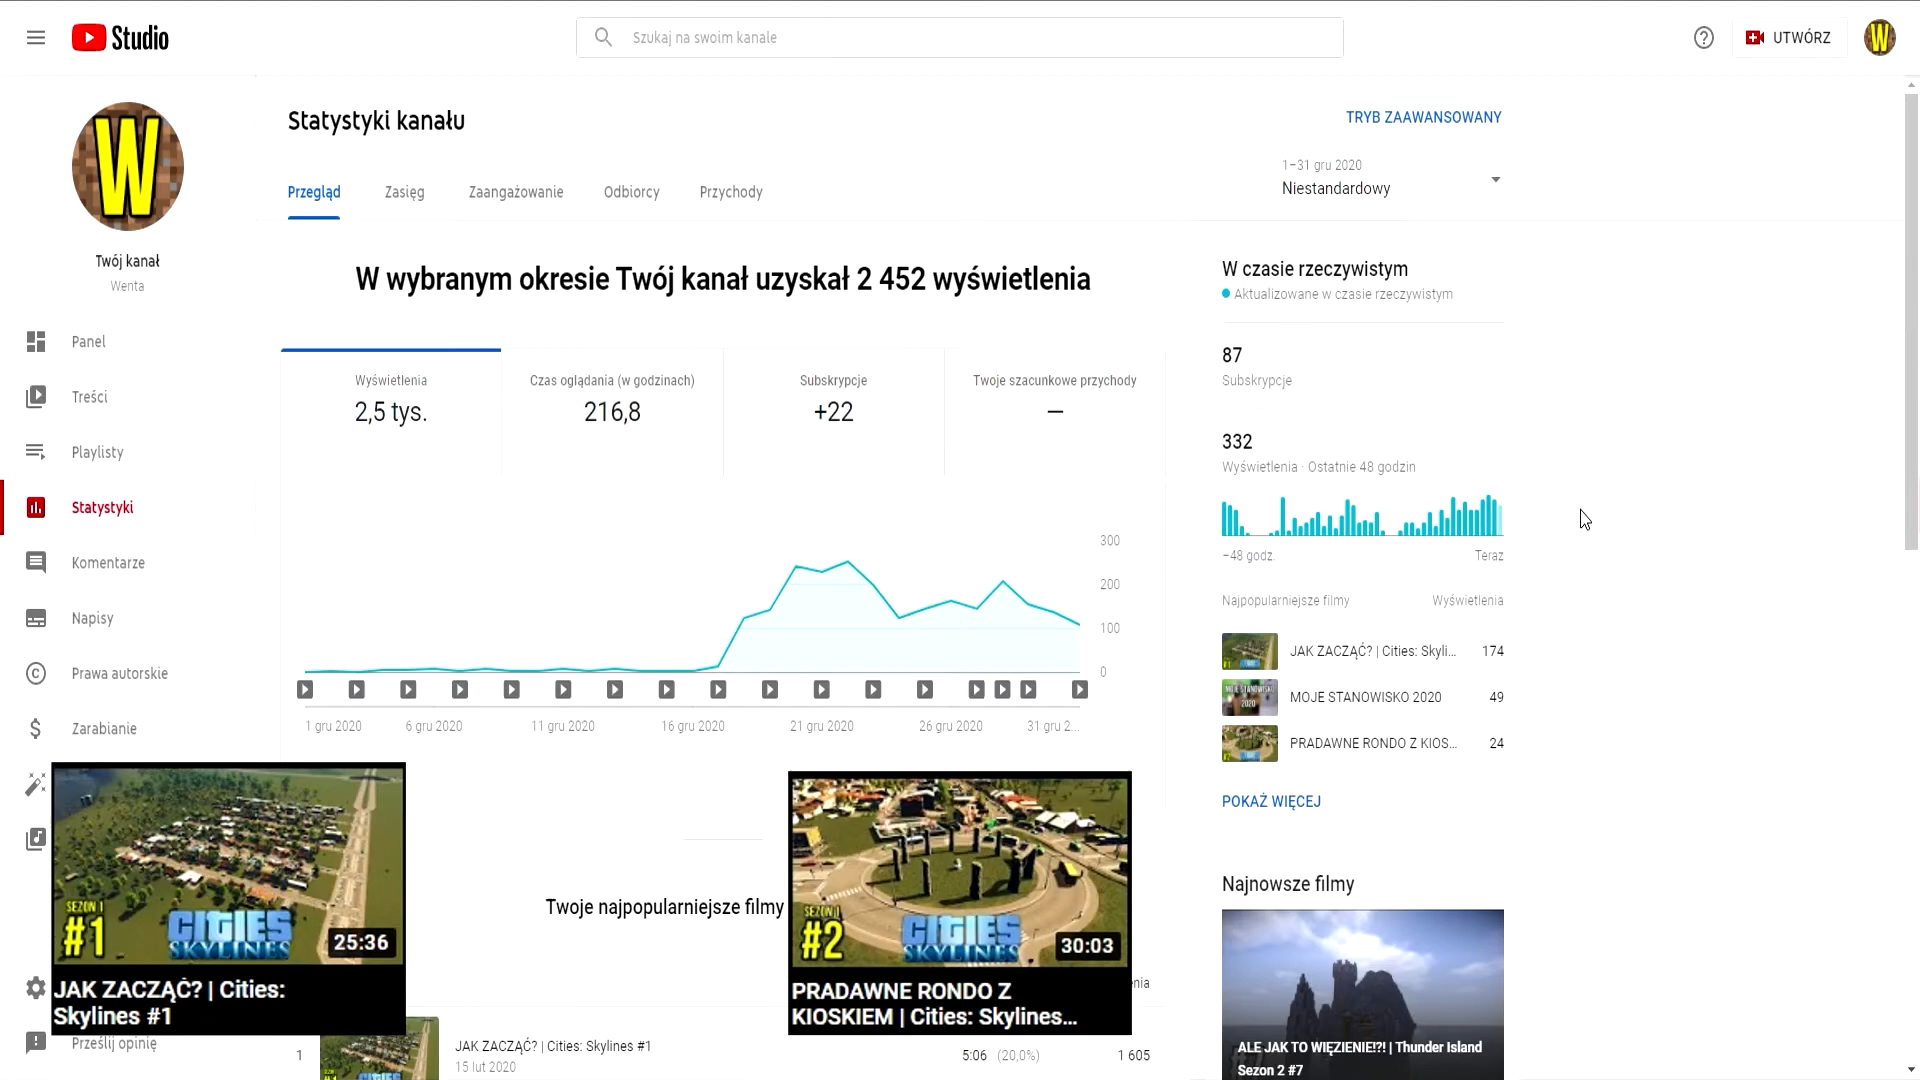 Studio
Szukaj na swoim kanale
UTWÓRZ
W
W
Twój kanał
Wenta
Panel
Treści
Playlisty
Statystyki
Komentarze
Napisy
Prawa autorskie
Zarabianie
Prześlij opinię
Statystyki kanału
TRYB ZAAWANSOWANY
Przegląd
Zasięg
Zaangażowanie
Odbiorcy
Przychody
1–31 gru 2020
Niestandardowy
W wybranym okresie Twój kanał uzyskał 2 452 wyświetlenia
Wyświetlenia
2,5 tys.
Czas oglądania (w godzinach)
216,8
Subskrypcje
+22
Twoje szacunkowe przychody
—
300
200
100
0
1 gru 2020
6 gru 2020
11 gru 2020
16 gru 2020
21 gru 2020
26 gru 2020
31 gru 2...
SEZON 1
#1
CITIES
SKYLINES
25:36
JAK ZACZĄĆ? | Cities:
Skylines #1
Twoje najpopularniejsze filmy
SEZON 1
#2
CITIES
SKYLINES
30:03
PRADAWNE RONDO Z
KIOSKIEM | Cities: Skylines...
enia
1
JAK ZACZĄĆ? | Cities: Skylines #1
15 lut 2020
5:06 (20,0%)
1 605
W czasie rzeczywistym
Aktualizowane w czasie rzeczywistym
87
Subskrypcje
332
Wyświetlenia · Ostatnie 48 godzin
−48 godz.
Teraz
Najpopularniejsze filmy
Wyświetlenia
JAK ZACZĄĆ? | Cities: Skyli...
174
MOJE STANOWISKO
2020
MOJE STANOWISKO 2020
49
PRADAWNE RONDO Z KIOS...
24
POKAŻ WIĘCEJ
Najnowsze filmy
ALE JAK TO WIĘZIENIE!?! | Thunder Island
Sezon 2 #7